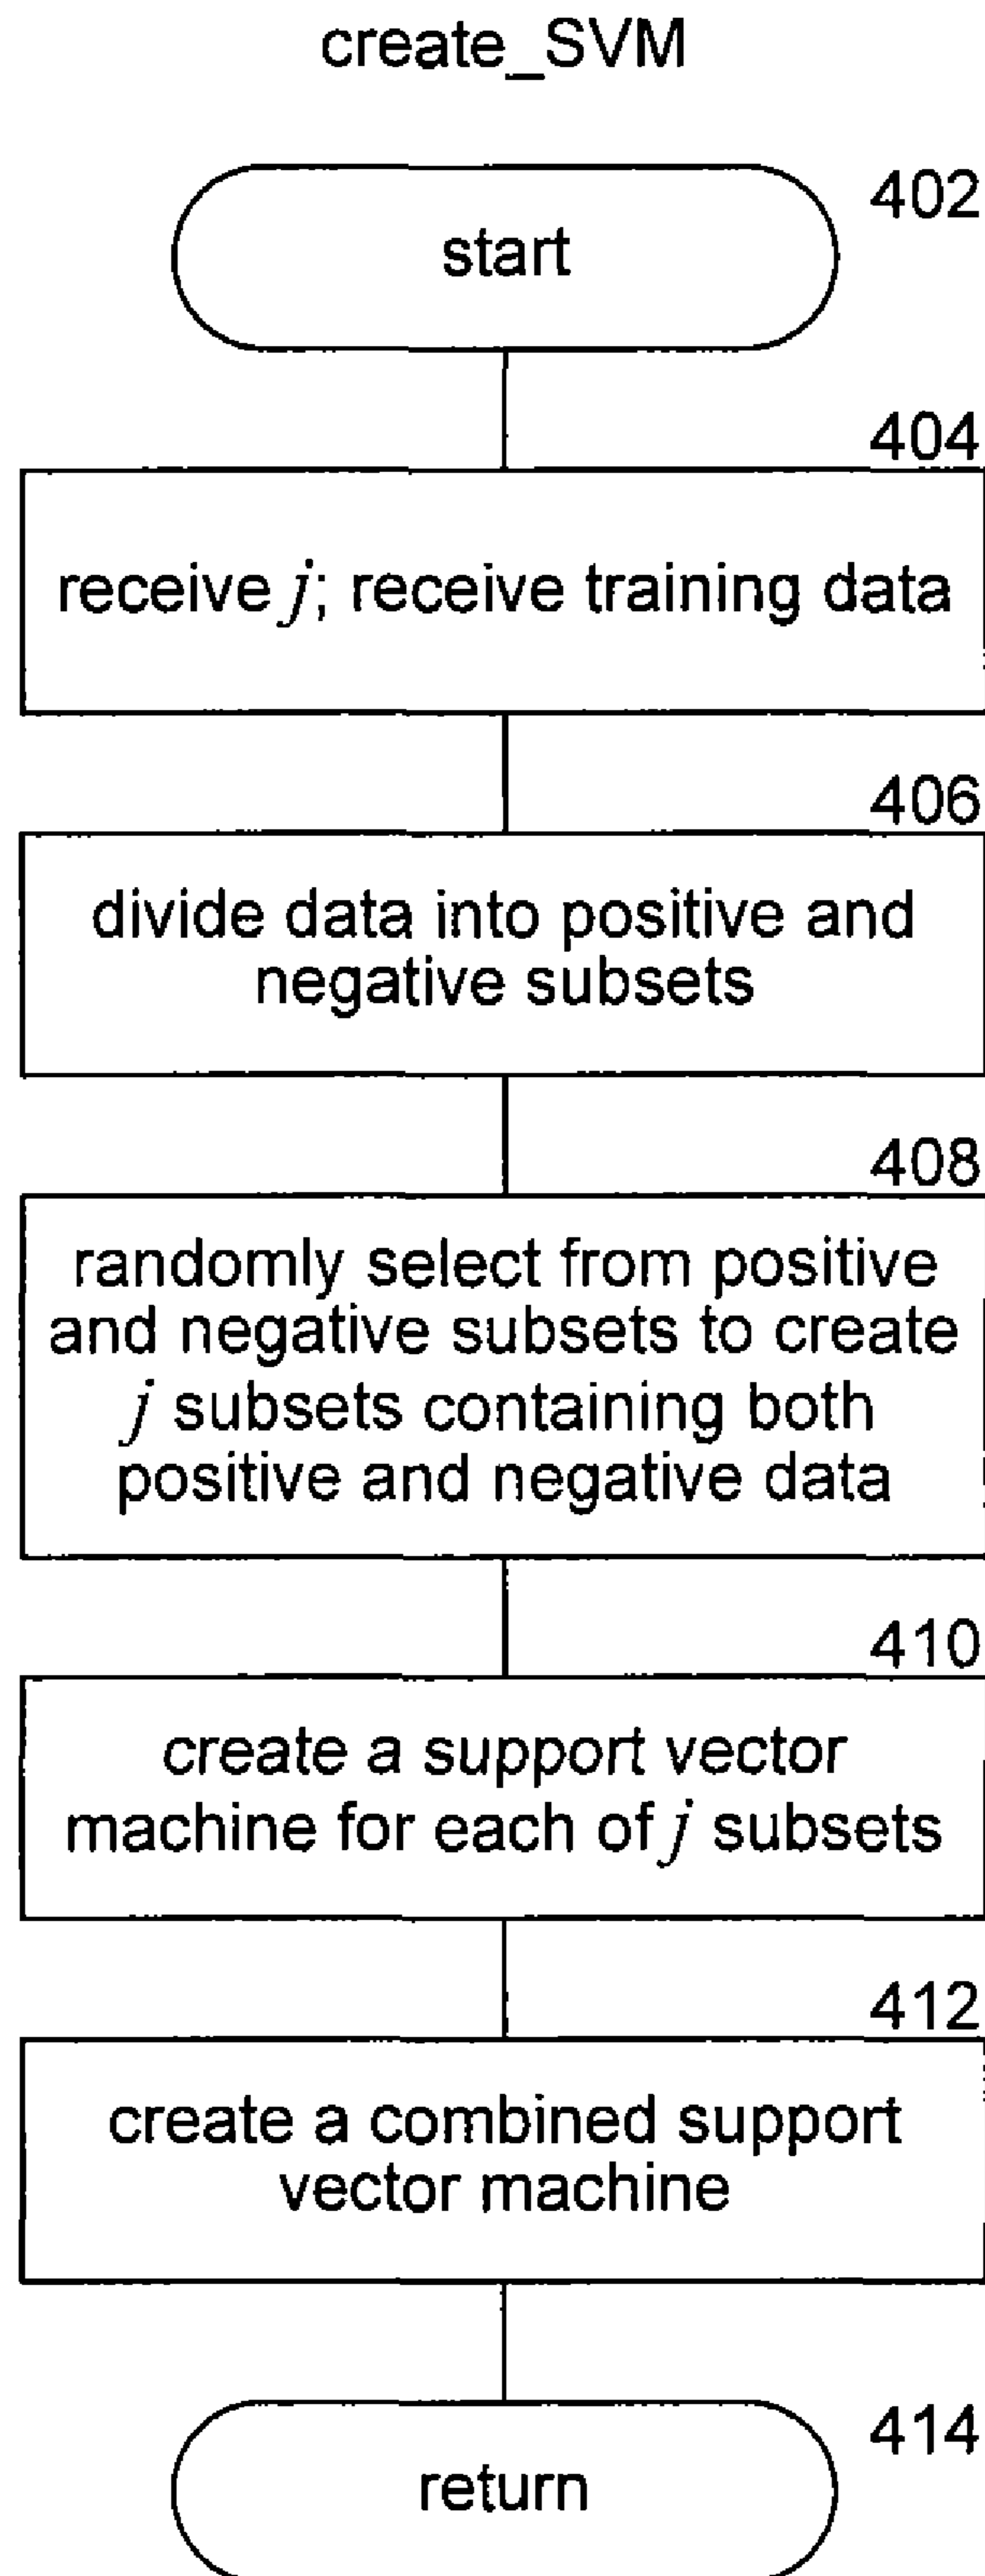 create_SVM
402
start
404
receive j; receive training data
406
divide data into positive and
negative subsets
408
randomly select from positive
and negative subsets to create
j subsets containing both
positive and negative data
410
create a support vector
machine for each of j subsets
412
create a combined support
vector machine
414
return